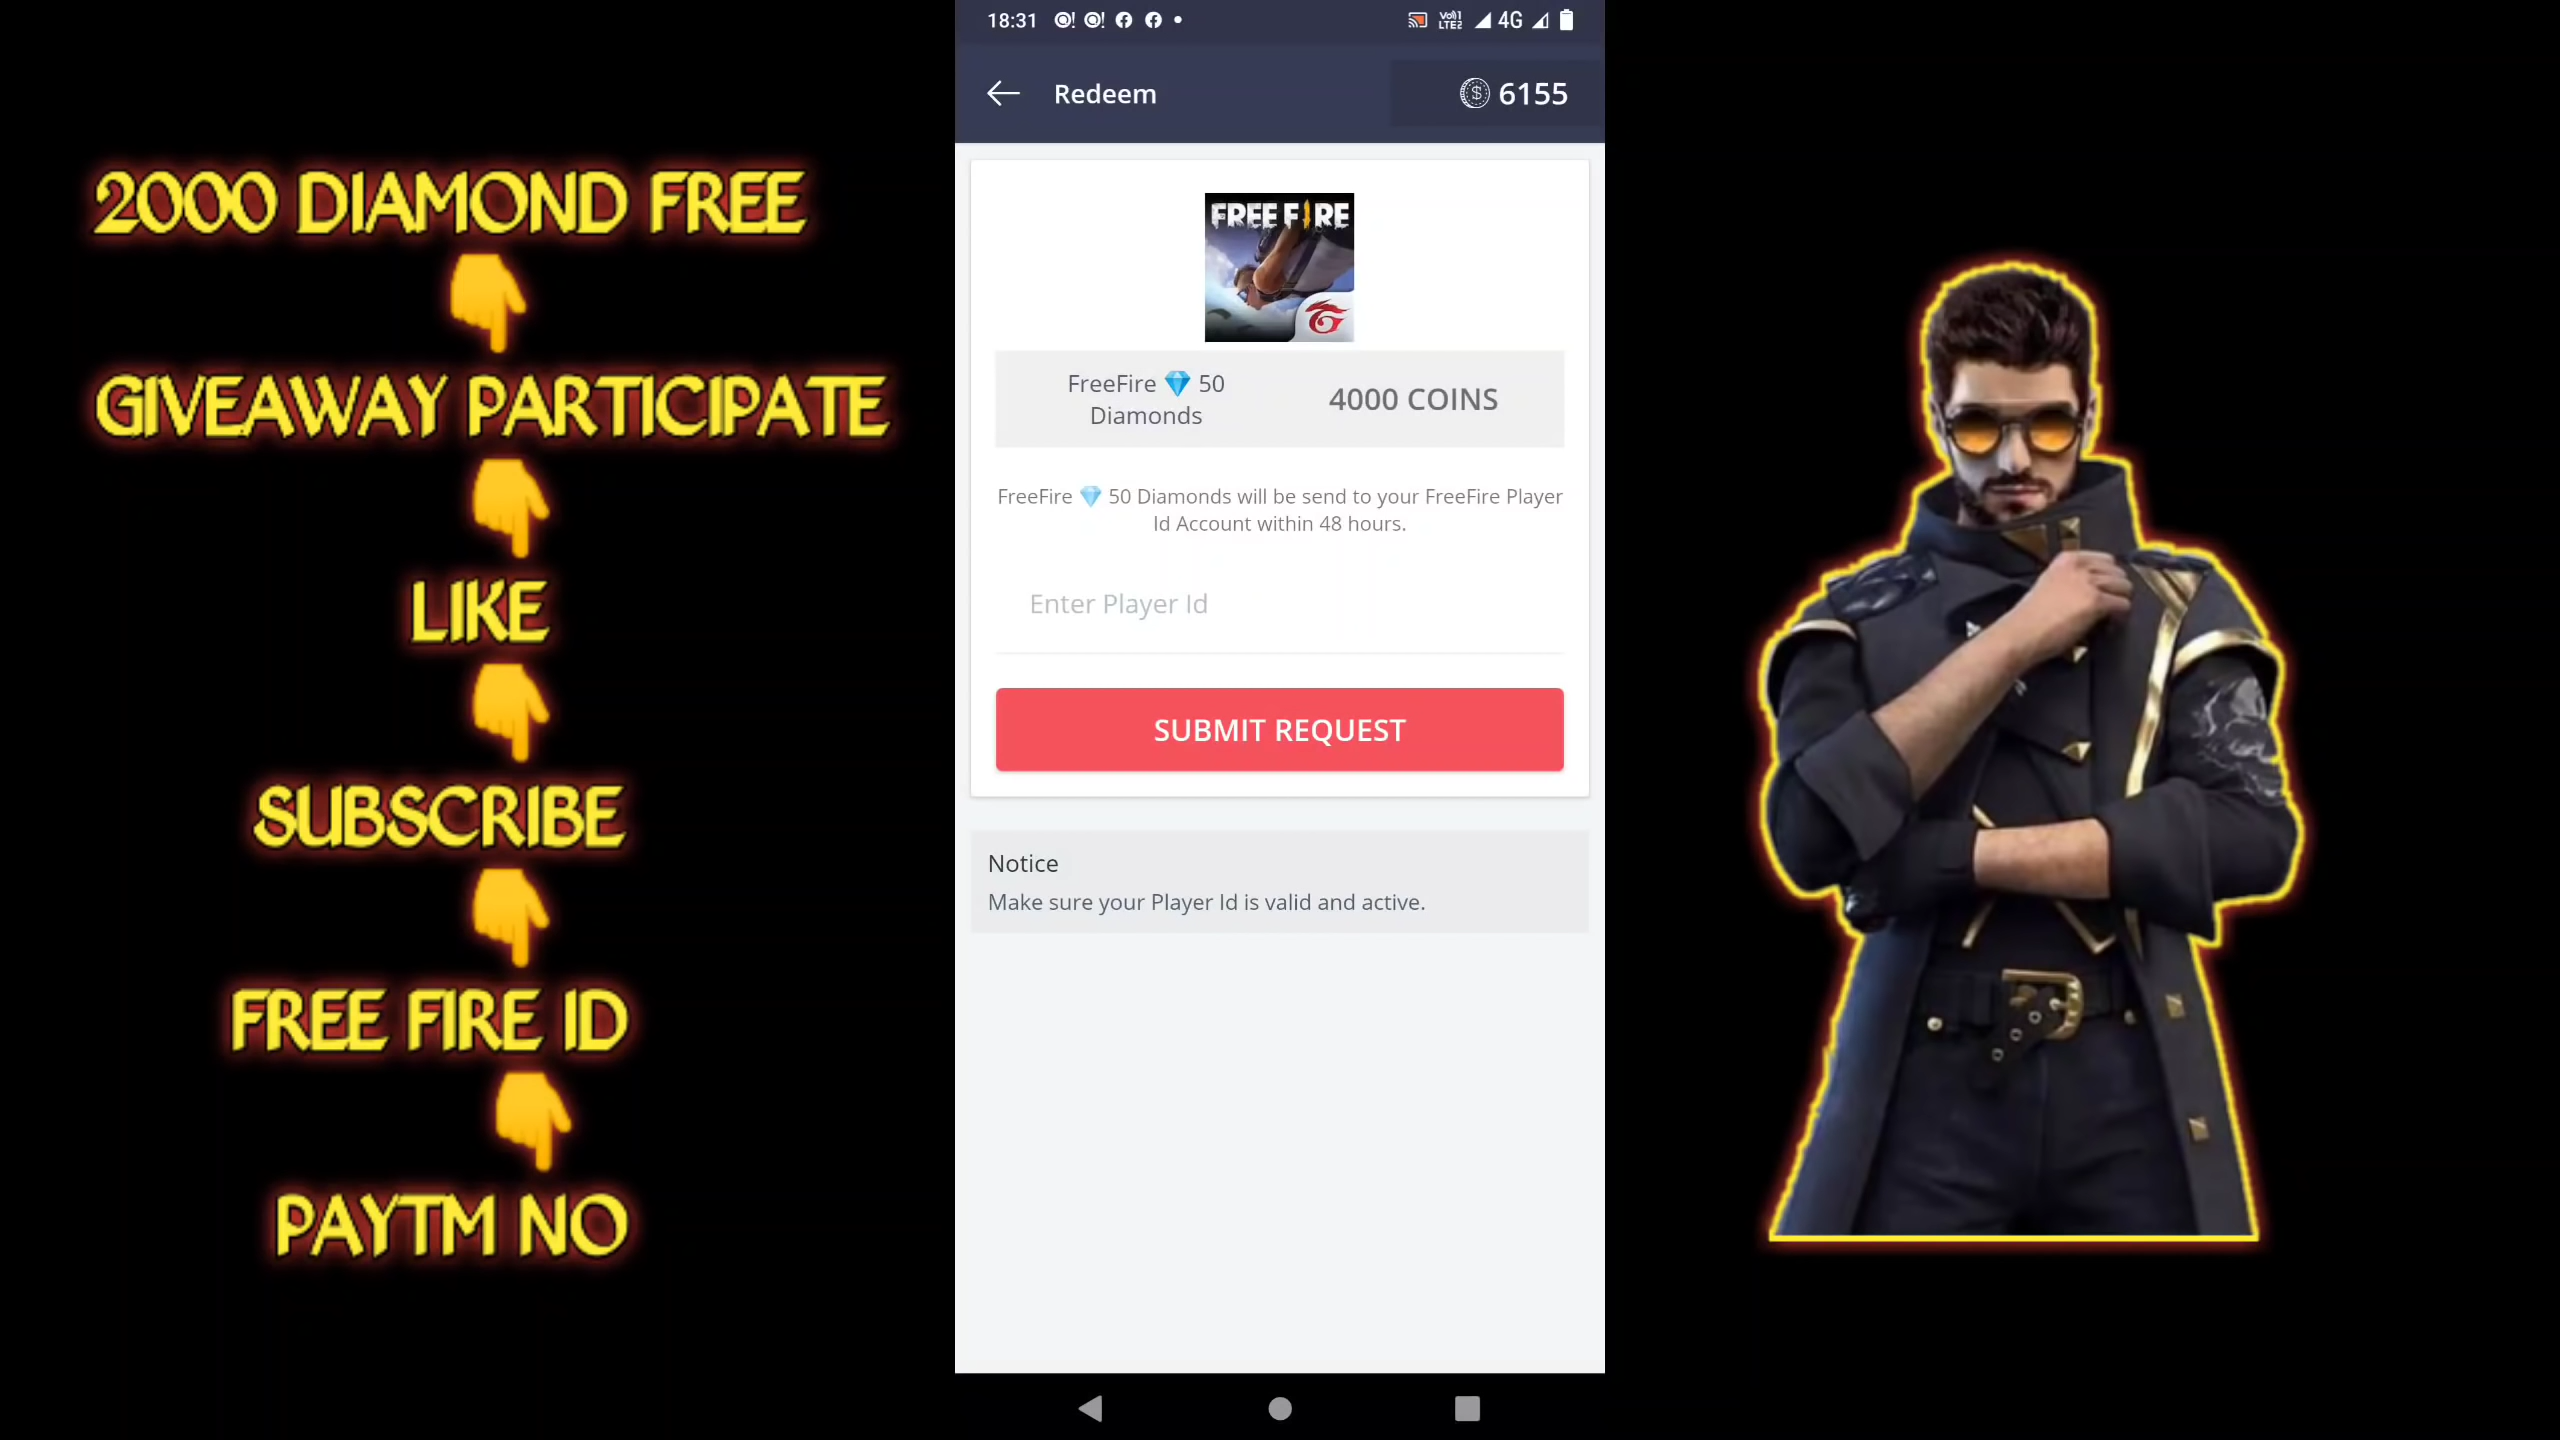 2000 DIAMOND FREE
GIVEAWAY PARTICIPATE
LIKE
SUBSCRIBE
FREE FIRE ID
PAYTM NO
18:31
4G
Redeem
6155
FREE FIRE
FreeFire 💎 50
Diamonds
4000 COINS
FreeFire 💎 50 Diamonds will be send to your FreeFire Player
Id Account within 48 hours.
Enter Player Id
SUBMIT REQUEST
Notice
Make sure your Player Id is valid and active.